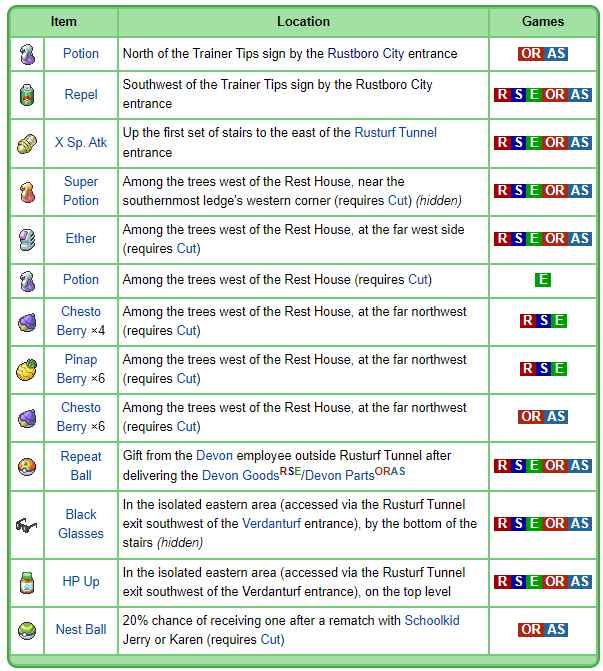 Item Location Games
Potion North of the Trainer Tips sign by the Rustboro City entrance OR AS
Repel Southwest of the Trainer Tips sign by the Rustboro City
entrance R S E OR AS
X Sp. Atk Up the first set of stairs to the east of the Rusturf Tunnel
entrance R S E OR AS
Super
Potion Among the trees west of the Rest House, near the
southernmost ledge's western corner (requires Cut) (hidden) R S E OR AS
Ether Among the trees west of the Rest House, at the far west side
(requires Cut) R S E OR AS
Potion Among the trees west of the Rest House (requires Cut) E
Chesto
Berry ×4 Among the trees west of the Rest House, at the far northwest
(requires Cut) R S E
Pinap
Berry ×6 Among the trees west of the Rest House, at the far northwest
(requires Cut) R S E
Chesto
Berry ×6 Among the trees west of the Rest House, at the far northwest
(requires Cut) OR AS
Repeat
Ball Gift from the Devon employee outside Rusturf Tunnel after
delivering the Devon GoodsRSE/Devon PartsORAS R S E OR AS
Black
Glasses In the isolated eastern area (accessed via the Rusturf Tunnel
exit southwest of the Verdanturf entrance), by the bottom of the
stairs (hidden) R S E OR AS
HP Up In the isolated eastern area (accessed via the Rusturf Tunnel
exit southwest of the Verdanturf entrance), on the top level R S E OR AS
Nest Ball 20% chance of receiving one after a rematch with Schoolkid
Jerry or Karen (requires Cut) OR AS